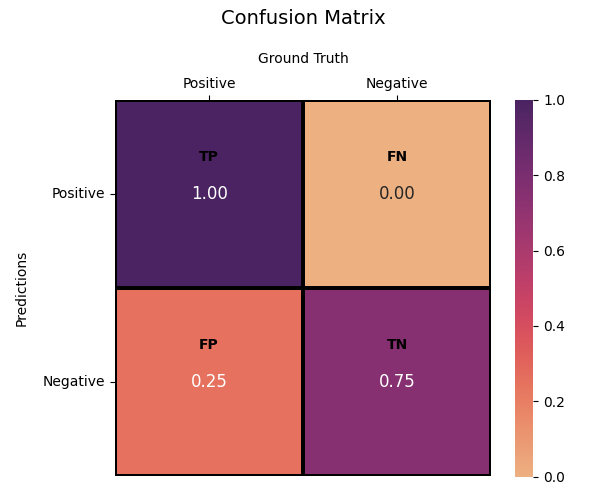 Confusion Matrix
Ground Truth
Positive Negative
TP FN
Positive 1.00 0.00
Predictions
FP TN
Negative 0.25 0.75
1.0
0.8
0.6
0.4
0.2
0.0